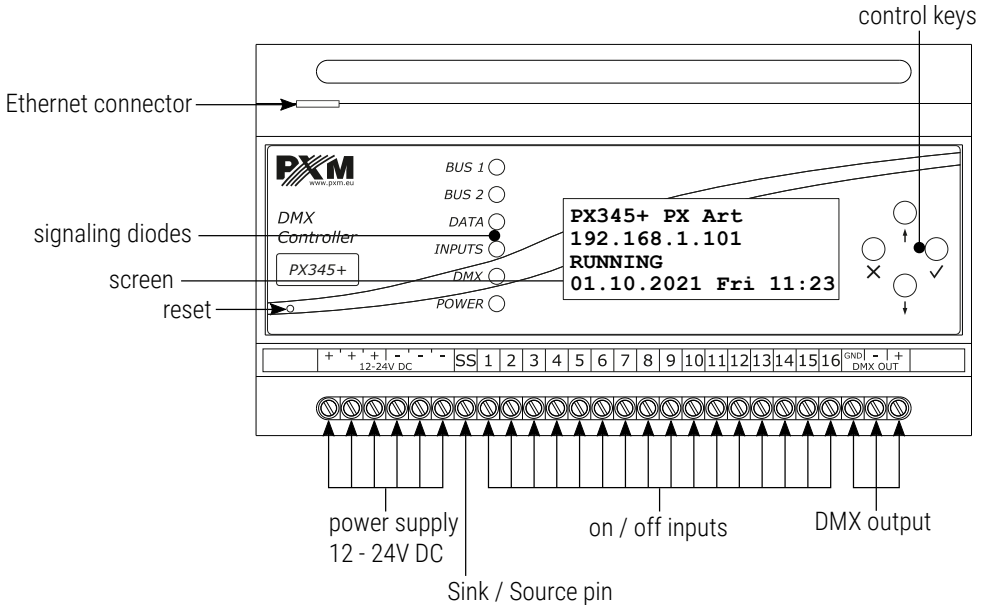 control keys
Ethernet connector
PXM
www.pxm.eu
BUS 1
BUS 2
DMX
Controller
DATA
signaling diodes
INPUTS
PX345+
DMX
screen
reset
POWER
PX345+ PX Art
192.168.1.101
RUNNING
01.10.2021 Fri 11:23
+ + + - - - SS 1 2 3 4 5 6 7 8 9 10 11 12 13 14 15 16 GND - +
12-24V DC DMX OUT
power supply
12 - 24V DC
on / off inputs
DMX output
Sink / Source pin